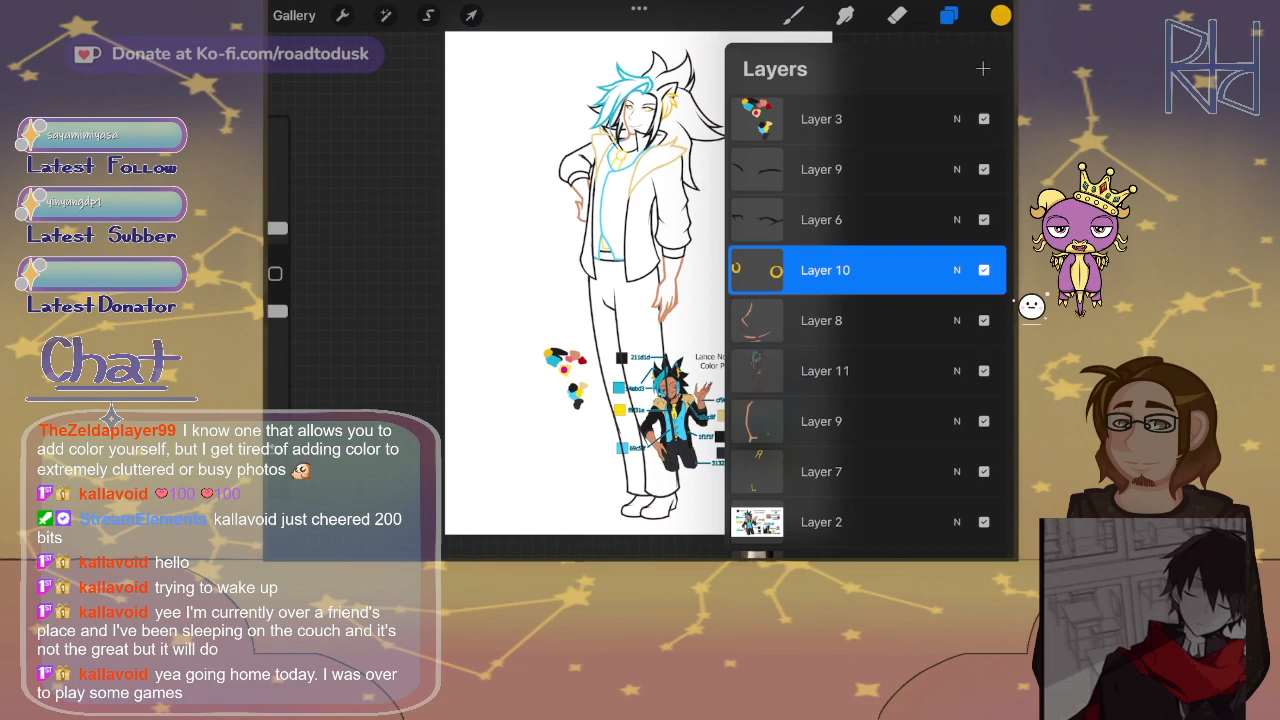 Gallery
Donate at Ko-fi.com/roadtodusk
Layers
Layer 3 N
Layer 9 N
Layer 6 N
Layer 10 N
Layer 8 N
Layer 11 N
Layer 9 N
Layer 7 N
Layer 2 N
sayamimiyasa
Latest Follow
yinyungdp1
Latest Subber
Latest Donator
Chat
TheZeldaplayer99 I know one that allows you to
add color yourself, but I get tired of adding color to
extremely cluttered or busy photos
kallavoid 100 100
StreamElements kallavoid just cheered 200
bits
kallavoid hello
kallavoid trying to wake up
kallavoid yee I'm currently over a friend's
place and I've been sleeping on the couch and it's
not the great but it will do
kallavoid yea going home today. I was over
to play some games
211d1d
Color P